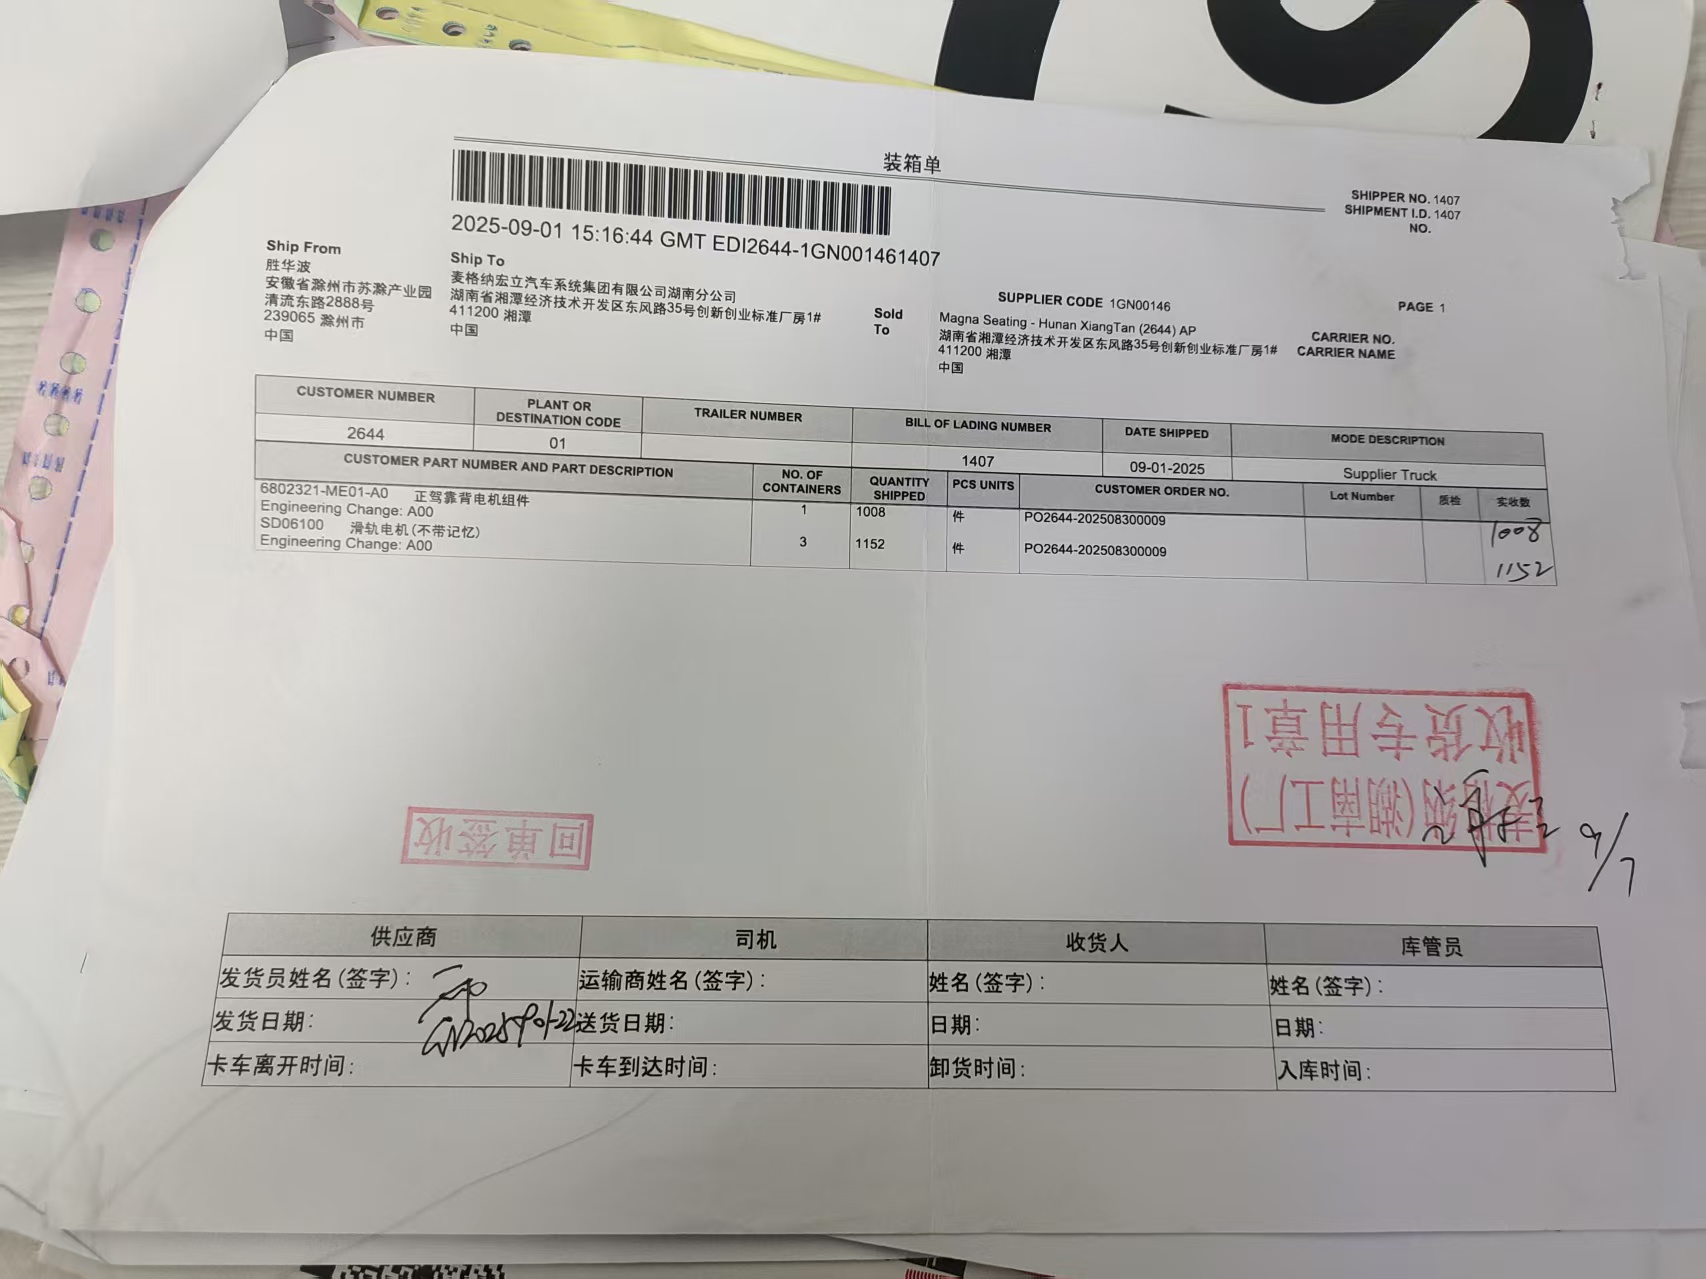 装箱单
SHIPPER NO. 1407
SHIPMENT I.D. 1407
NO.
2025-09-01 15:16:44 GMT EDI2644-1GN001461407
Ship From
胜华波
安徽省滁州市苏滁产业园
清流东路2888号
239065 滁州市
中国
Ship To
麦格纳宏立汽车系统集团有限公司湖南分公司
湖南省湘潭经济技术开发区东风路35号创新创业标准厂房1#
411200 湘潭
中国
Sold To
SUPPLIER CODE 1GN00146
Magna Seating - Hunan XiangTan (2644) AP
湖南省湘潭经济技术开发区东风路35号创新创业标准厂房1#
411200 湘潭
中国
PAGE 1
CARRIER NO.
CARRIER NAME
CUSTOMER NUMBER PLANT OR DESTINATION CODE TRAILER NUMBER BILL OF LADING NUMBER DATE SHIPPED MODE DESCRIPTION
2644 01 1407 09-01-2025 Supplier Truck
CUSTOMER PART NUMBER AND PART DESCRIPTION NO. OF CONTAINERS QUANTITY SHIPPED PCS UNITS CUSTOMER ORDER NO. Lot Number 质检 实收数
6802321-ME01-A0 正驾靠背电机组件 1 1008 件 PO2644-202508300009 1008
Engineering Change: A00
SD06100 滑轨电机(不带记忆) 3 1152 件 PO2644-202508300009 1152
Engineering Change: A00
(湖南工厂)
收货专用章1
9/7
回单签收
供应商 司机 收货人 库管员
发货员姓名(签字): 运输商姓名(签字): 姓名(签字): 姓名(签字):
发货日期: 送货日期: 日期: 日期:
卡车离开时间: 卡车到达时间: 卸货时间: 入库时间: